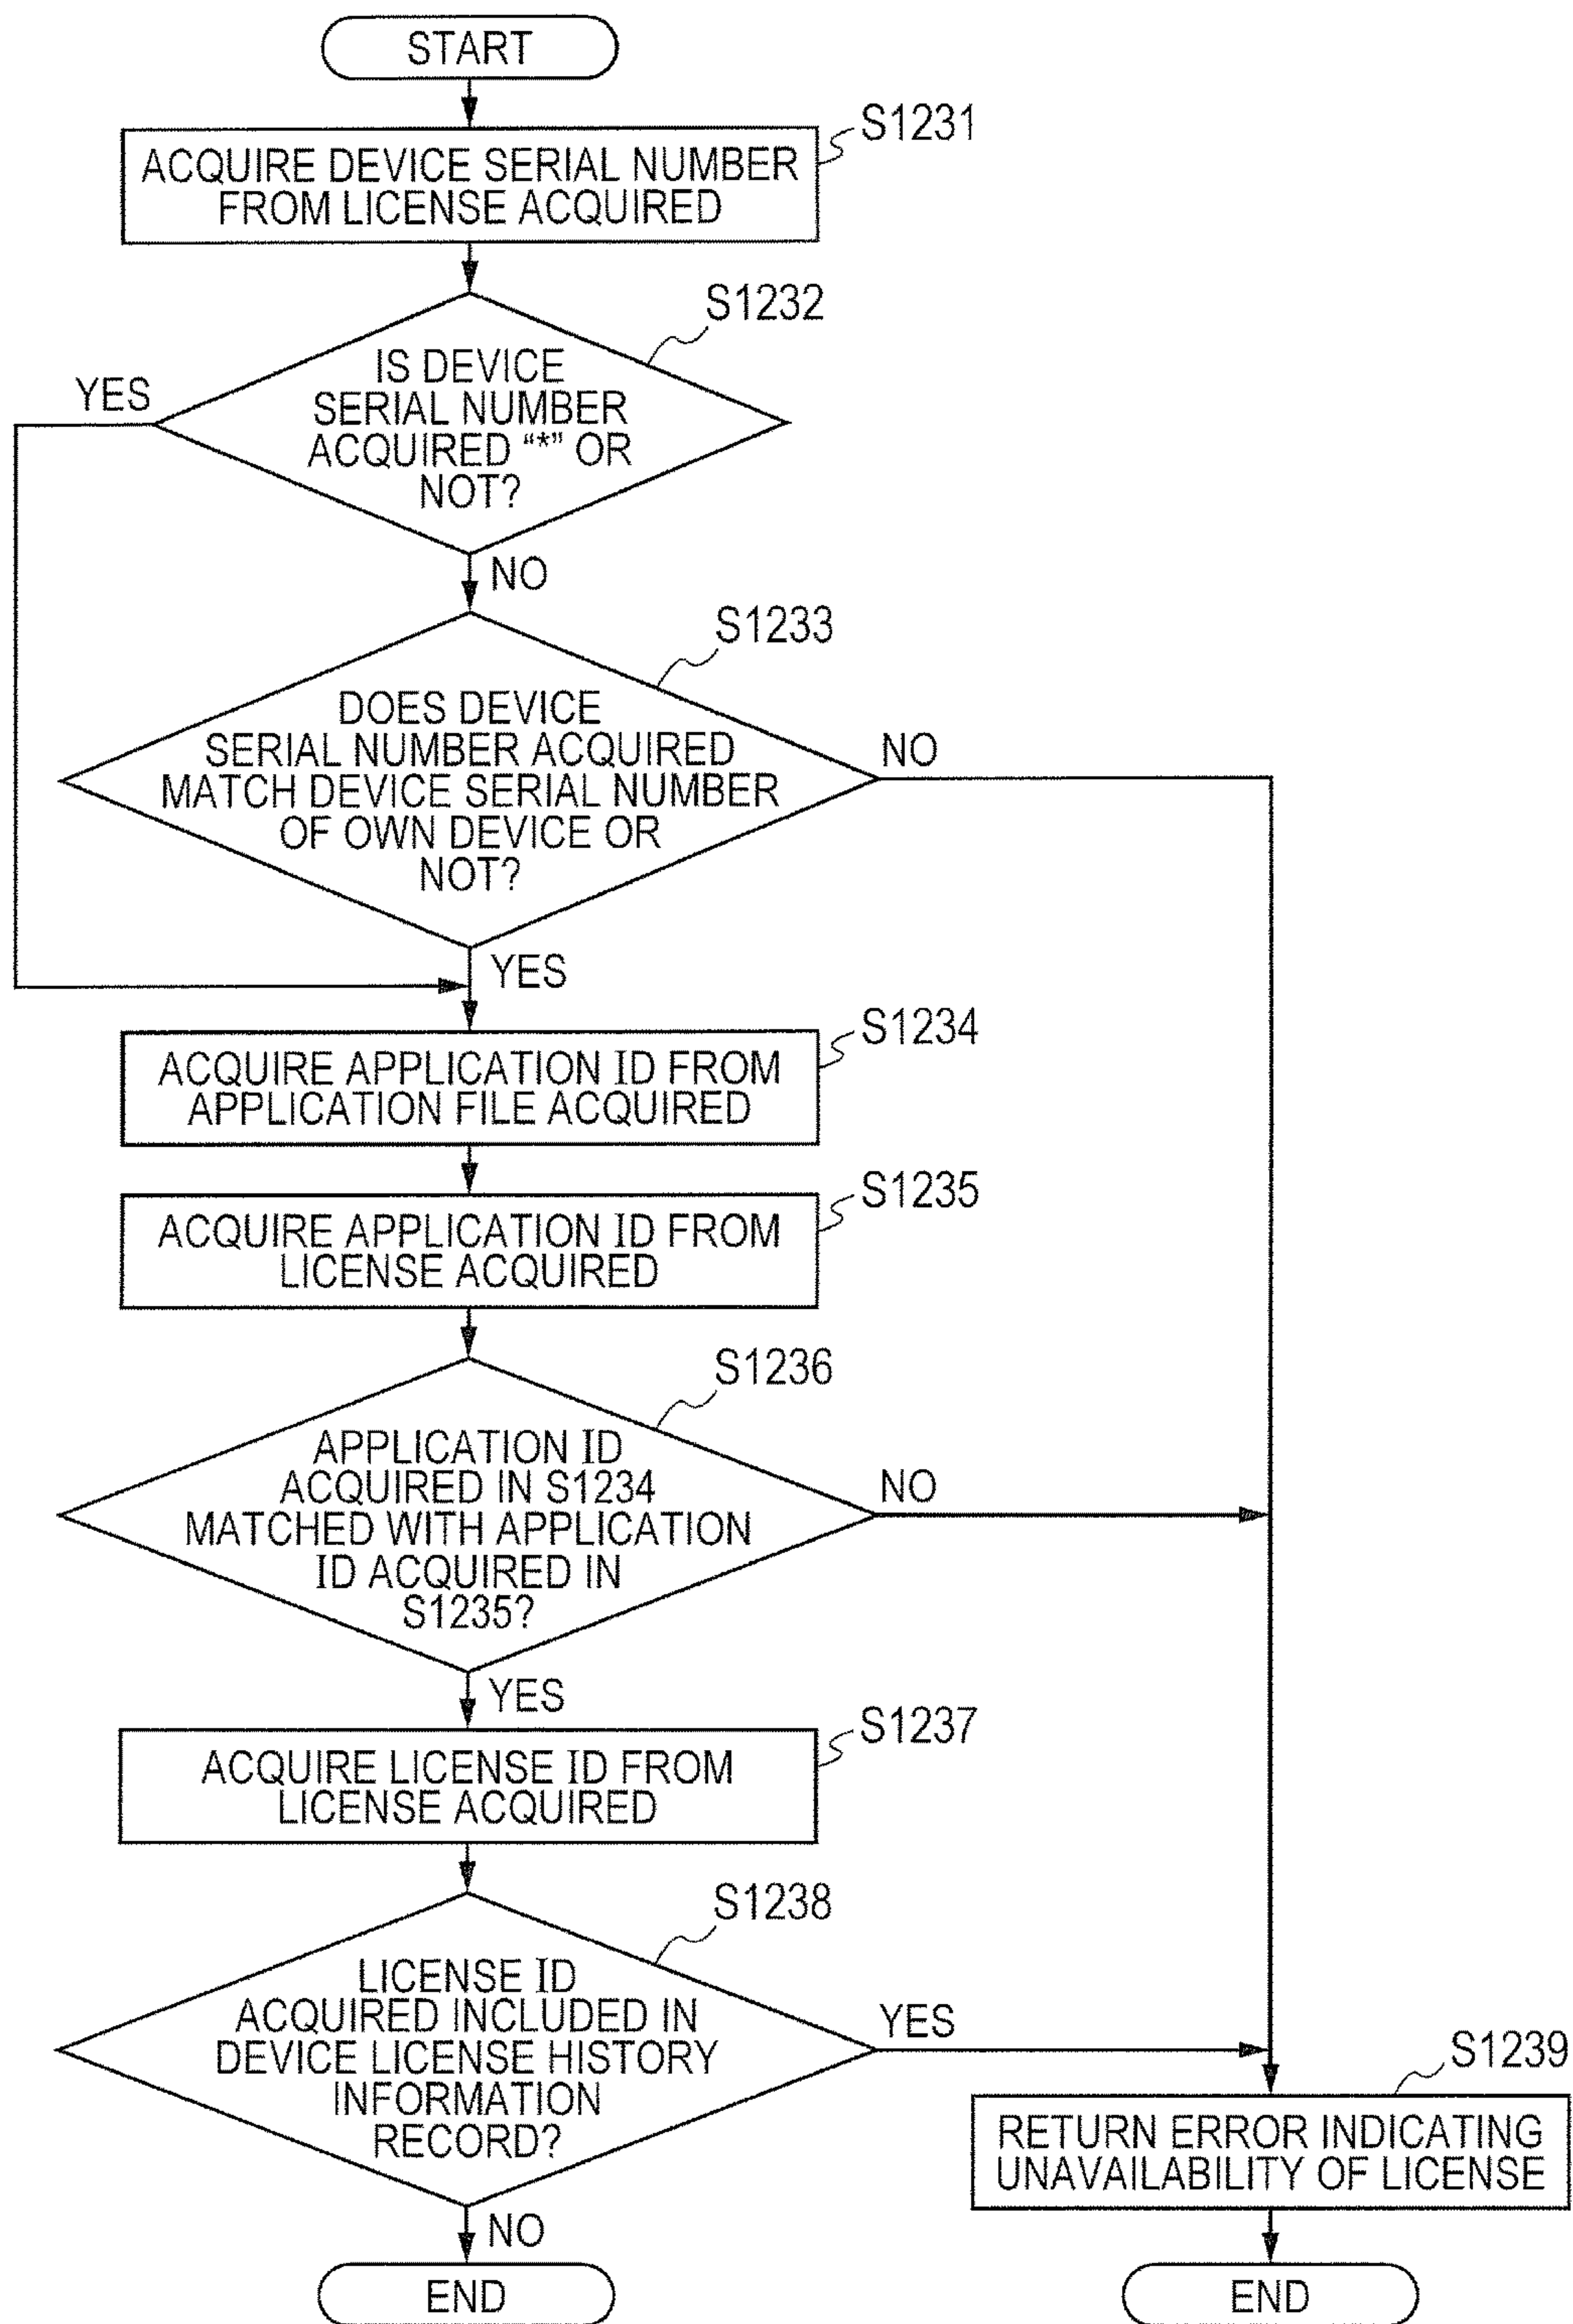 START
S1231
ACQUIRE DEVICE SERIAL NUMBER
FROM LICENSE ACQUIRED
S1232
IS DEVICE
SERIAL NUMBER
ACQUIRED “*” OR
NOT?
YES
NO
S1233
DOES DEVICE
SERIAL NUMBER ACQUIRED
MATCH DEVICE SERIAL NUMBER
OF OWN DEVICE OR
NOT?
NO
YES
S1234
ACQUIRE APPLICATION ID FROM
APPLICATION FILE ACQUIRED
S1235
ACQUIRE APPLICATION ID FROM
LICENSE ACQUIRED
S1236
APPLICATION ID
ACQUIRED IN S1234
MATCHED WITH APPLICATION
ID ACQUIRED IN
S1235?
NO
YES
S1237
ACQUIRE LICENSE ID FROM
LICENSE ACQUIRED
S1238
LICENSE ID
ACQUIRED INCLUDED IN
DEVICE LICENSE HISTORY
INFORMATION
RECORD?
YES
S1239
RETURN ERROR INDICATING
UNAVAILABILITY OF LICENSE
NO
END
END